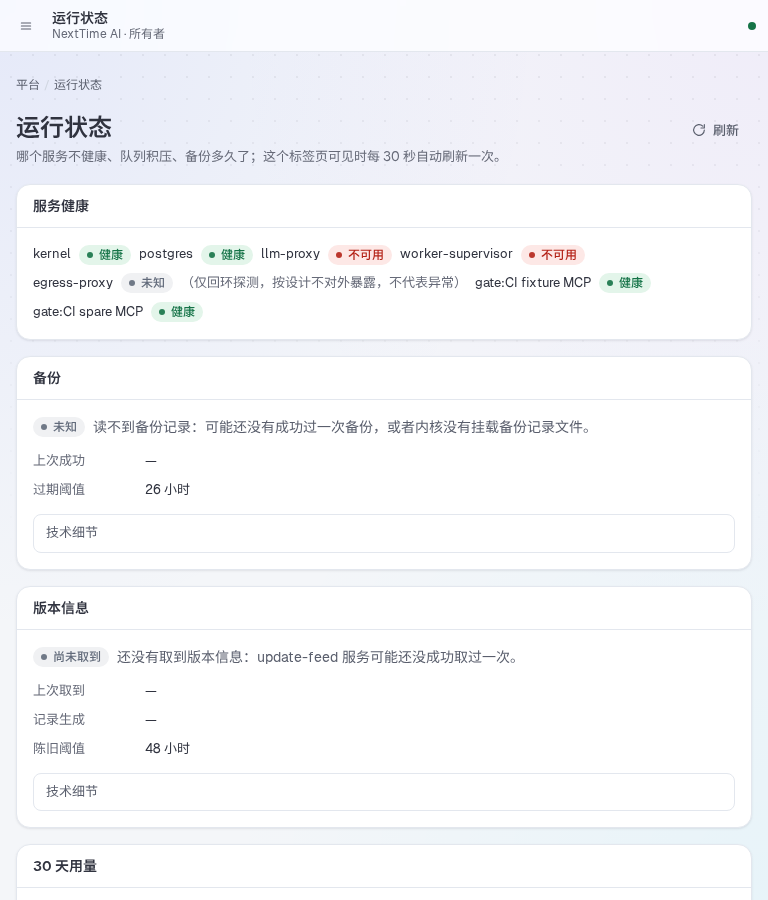 运行状态
NextTime AI · 所有者
平台 / 运行状态
运行状态
刷新
哪个服务不健康、队列积压、备份多久了；这个标签页可见时每 30 秒自动刷新一次。
服务健康
kernel 健康 postgres 健康 llm-proxy 不可用 worker-supervisor 不可用
egress-proxy 未知 （仅回环探测，按设计不对外暴露，不代表异常） gate:CI fixture MCP 健康
gate:CI spare MCP 健康
备份
未知 读不到备份记录：可能还没有成功过一次备份，或者内核没有挂载备份记录文件。
上次成功 —
过期阈值 26 小时
技术细节
版本信息
尚未取到 还没有取到版本信息：update-feed 服务可能还没成功取过一次。
上次取到 —
记录生成 —
陈旧阈值 48 小时
技术细节
30 天用量